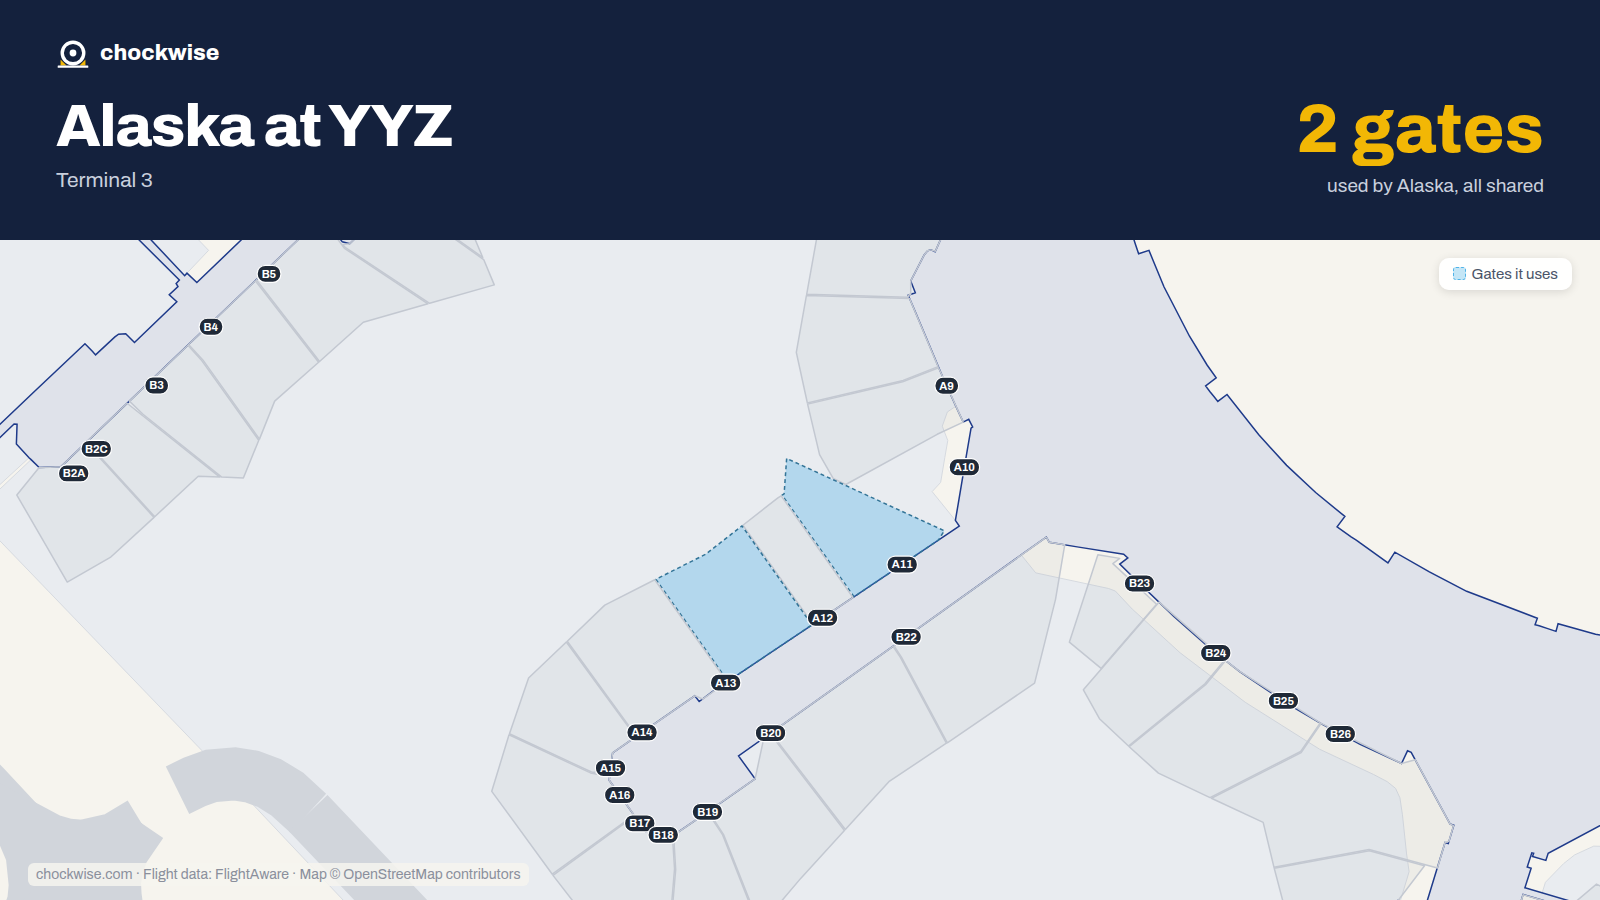 chockwise
Alaska at YYZ
Terminal 3
2 gates
used by Alaska, all shared
Gates it uses
B5
B4
B3
B2C
B2A
A9
A10
A11
A12
A13
A14
A15
A16
B17
B18
B19
B20
B22
B23
B24
B25
B26
chockwise.com · Flight data: FlightAware · Map © OpenStreetMap contributors